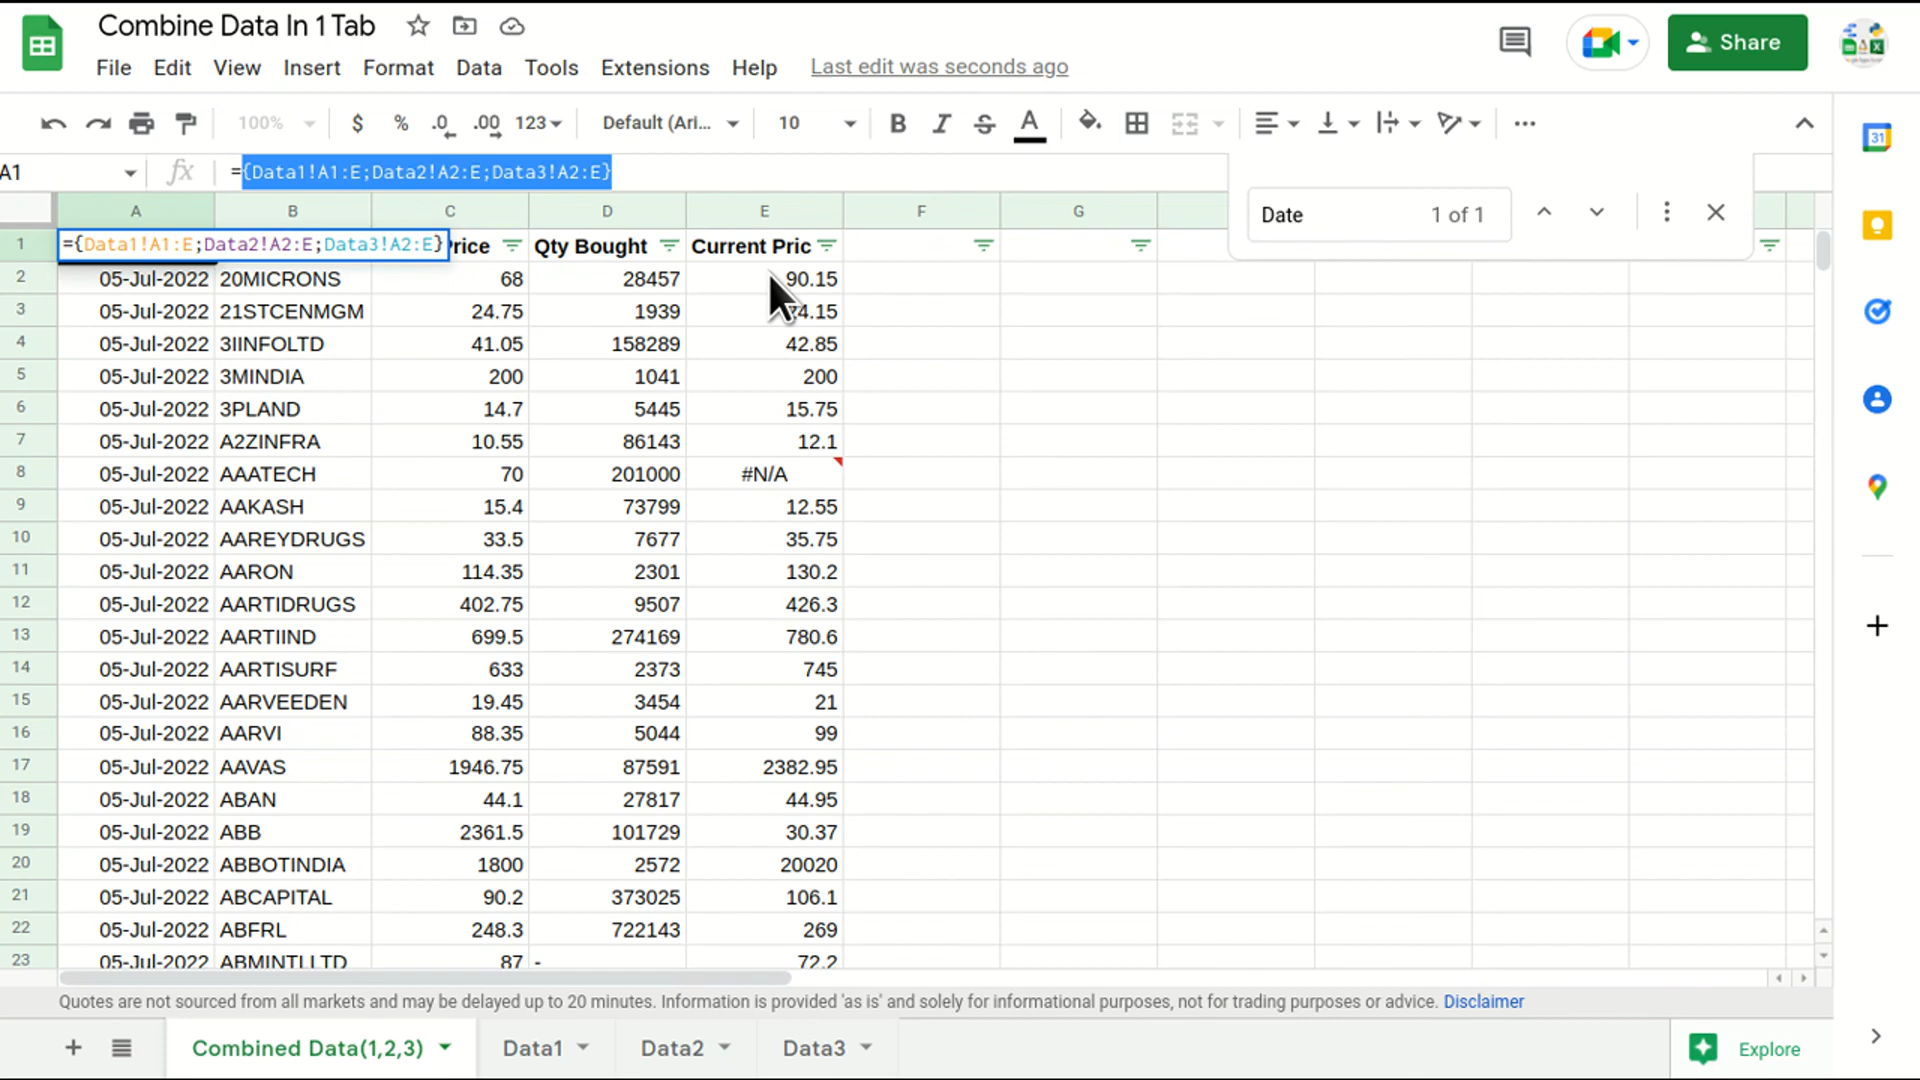 Combine Data In 1 Tab
File Edit View Insert Format Data Tools Extensions Help Last edit was seconds ago
Share
100% $ % .0 .00 123 Default (Ari... 10 B I S A
A1 fx ={Data1!A1:E;Data2!A2:E;Data3!A2:E}
Date 1 of 1
A B C D E F G
1 ={Data1!A1:E;Data2!A2:E;Data3!A2:E} Price Qty Bought Current Pric
2 05-Jul-2022 20MICRONS 68 28457 90.15
3 05-Jul-2022 21STCENMGM 24.75 1939 4.15
4 05-Jul-2022 3IINFOLTD 41.05 158289 42.85
5 05-Jul-2022 3MINDIA 200 1041 200
6 05-Jul-2022 3PLAND 14.7 5445 15.75
7 05-Jul-2022 A2ZINFRA 10.55 86143 12.1
8 05-Jul-2022 AAATECH 70 201000 #N/A
9 05-Jul-2022 AAKASH 15.4 73799 12.55
10 05-Jul-2022 AAREYDRUGS 33.5 7677 35.75
11 05-Jul-2022 AARON 114.35 2301 130.2
12 05-Jul-2022 AARTIDRUGS 402.75 9507 426.3
13 05-Jul-2022 AARTIIND 699.5 274169 780.6
14 05-Jul-2022 AARTISURF 633 2373 745
15 05-Jul-2022 AARVEEDEN 19.45 3454 21
16 05-Jul-2022 AARVI 88.35 5044 99
17 05-Jul-2022 AAVAS 1946.75 87591 2382.95
18 05-Jul-2022 ABAN 44.1 27817 44.95
19 05-Jul-2022 ABB 2361.5 101729 30.37
20 05-Jul-2022 ABBOTINDIA 1800 2572 20020
21 05-Jul-2022 ABCAPITAL 90.2 373025 106.1
22 05-Jul-2022 ABFRL 248.3 722143 269
23 05-Jul-2022 ABMINTLLTD 87 - 72.2
Quotes are not sourced from all markets and may be delayed up to 20 minutes. Information is provided 'as is' and solely for informational purposes, not for trading purposes or advice. Disclaimer
Combined Data(1,2,3) Data1 Data2 Data3 Explore
31